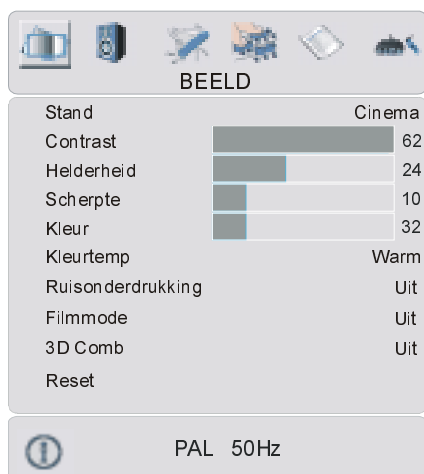 BEELD
Stand Cinema
Contrast 62
Helderheid 24
Scherpte 10
Kleur 32
Kleurtemp Warm
Ruisonderdrukking Uit
Filmmode Uit
3D Comb Uit
Reset
PAL 50Hz